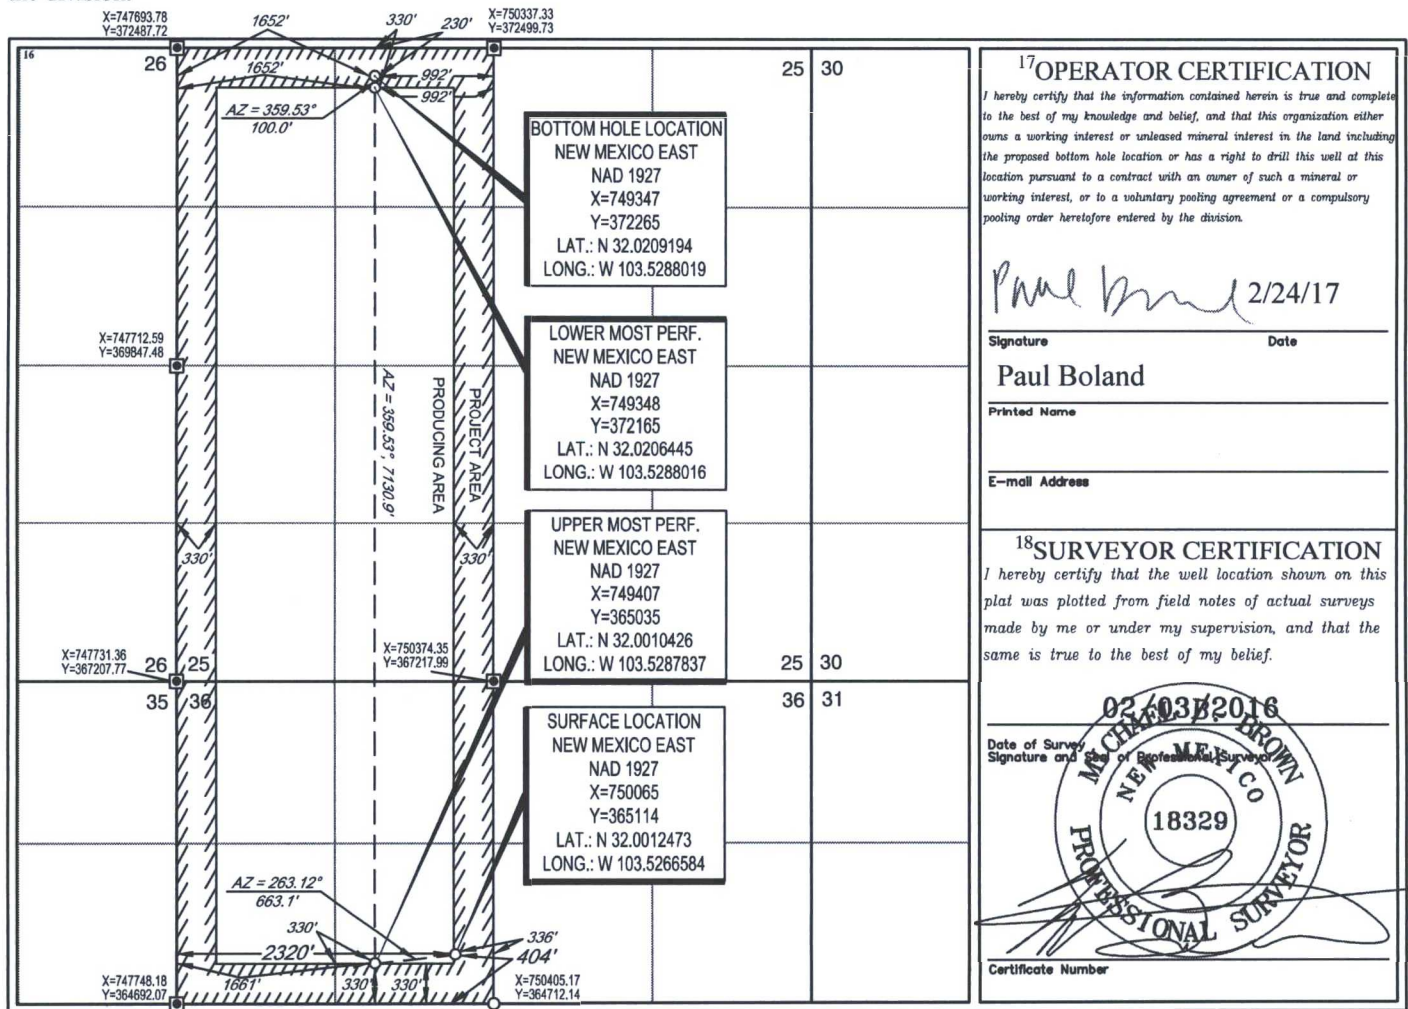 X=747693.78
Y=372487.72
1652'
330'
230'
X=750337.33
Y=372499.73
16
26
1652'
992'
992'
25 30
AZ = 359.53°
100.0'
BOTTOM HOLE LOCATION
NEW MEXICO EAST
NAD 1927
X=749347
Y=372265
LAT.: N 32.0209194
LONG.: W 103.5288019
X=747712.59
Y=369847.48
LOWER MOST PERF.
NEW MEXICO EAST
NAD 1927
X=749348
Y=372165
LAT.: N 32.0206445
LONG.: W 103.5288016
AZ = 359.53°, 7130.9'
PRODUCING AREA
PROJECT AREA
330'
330'
UPPER MOST PERF.
NEW MEXICO EAST
NAD 1927
X=749407
Y=365035
LAT.: N 32.0010426
LONG.: W 103.5287837
X=747731.36
Y=367207.77
26 25
35 36
X=750374.35
Y=367217.99
25 30
36 31
SURFACE LOCATION
NEW MEXICO EAST
NAD 1927
X=750065
Y=365114
LAT.: N 32.0012473
LONG.: W 103.5266584
AZ = 263.12°
663.1'
330'
2320'
336'
404'
1661'
330'
330'
X=747748.18
Y=364692.07
X=750405.17
Y=364712.14
17 OPERATOR CERTIFICATION
I hereby certify that the information contained herein is true and complete
to the best of my knowledge and belief, and that this organization either
owns a working interest or unleased mineral interest in the land including
the proposed bottom hole location or has a right to drill this well at this
location pursuant to a contract with an owner of such a mineral or
working interest, or to a voluntary pooling agreement or a compulsory
pooling order heretofore entered by the division.
2/24/17
Signature Date
Paul Boland
Printed Name
E-mail Address
18 SURVEYOR CERTIFICATION
I hereby certify that the well location shown on this
plat was plotted from field notes of actual surveys
made by me or under my supervision, and that the
same is true to the best of my belief.
02/03/2016
Date of Survey
Signature and Seal of Professional Surveyor:
MICHAEL B. BROWN
NEW MEXICO
18329
PROFESSIONAL SURVEYOR
Certificate Number